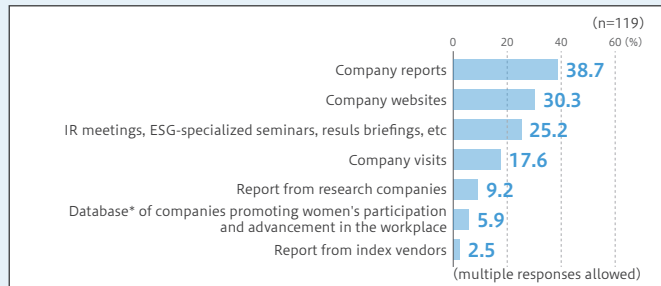 (n=119)
0 20 40 60 (%)
Company reports 38.7
Company websites 30.3
IR meetings, ESG-specialized seminars, resuls briefings, etc 25.2
Company visits 17.6
Report from research companies 9.2
Database* of companies promoting women's participation
and advancement in the workplace 5.9
Report from index vendors 2.5
(multiple responses allowed)